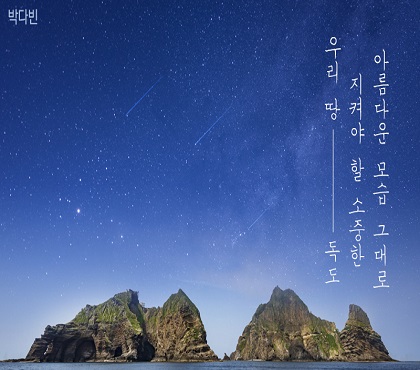 박다빈
아름다운 모습 그대로
지켜야 할 소중한
우리 땅 ——— 독도